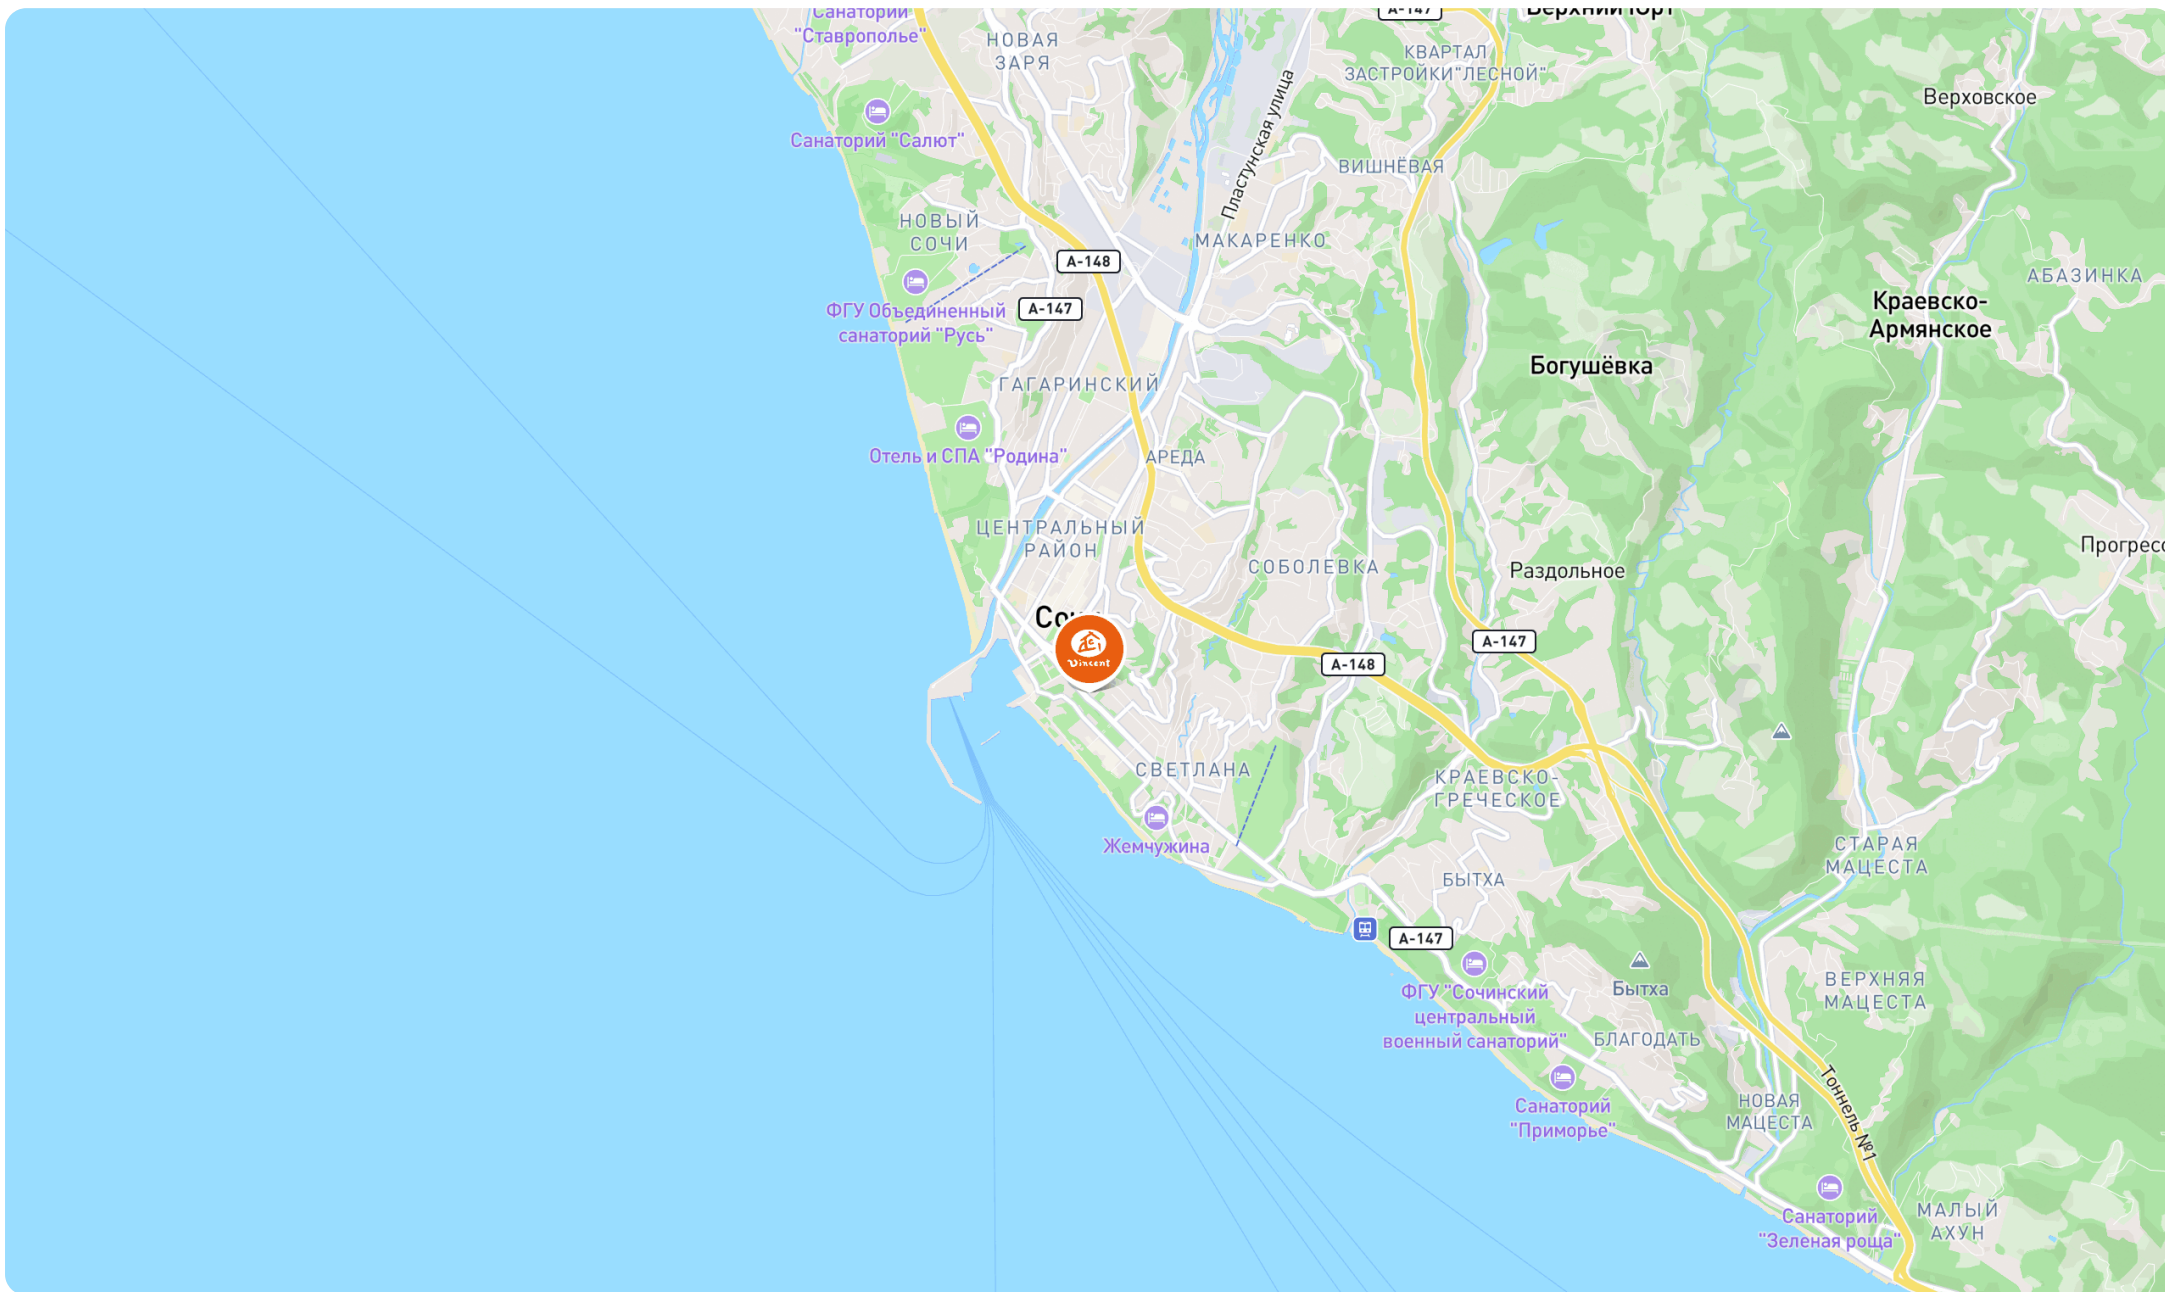 Санаторий
"Ставрополье"
НОВАЯ
ЗАРЯ
А-147
Верхний Юрт
КВАРТАЛ
ЗАСТРОЙКИ"ЛЕСНОЙ"
Верховское
Санаторий "Салют"
Пластунская улица
ВИШНЁВАЯ
НОВЫЙ
СОЧИ
МАКАРЕНКО
А-148
АБАЗИНКА
ФГУ Объединенный
санаторий "Русь"
А-147
Краевско-
Армянское
Богушёвка
ГАГАРИНСКИЙ
Отель и СПА "Родина"
АРЕДА
ЦЕНТРАЛЬНЫЙ
РАЙОН
СОБОЛЕВКА
Раздольное
Прогресс
Соч
Vincent
А-148
А-147
СВЕТЛАНА
КРАЕВСКО-
ГРЕЧЕСКОЕ
Жемчужина
СТАРАЯ
МАЦЕСТА
БЫТХА
А-147
ФГУ "Сочинский
центральный
военный санаторий"
Бытха
ВЕРХНЯЯ
МАЦЕСТА
БЛАГОДАТЬ
Санаторий
"Приморье"
НОВАЯ
МАЦЕСТА
Тоннель №1
Санаторий
"Зеленая роща"
МАЛЫЙ
АХУН